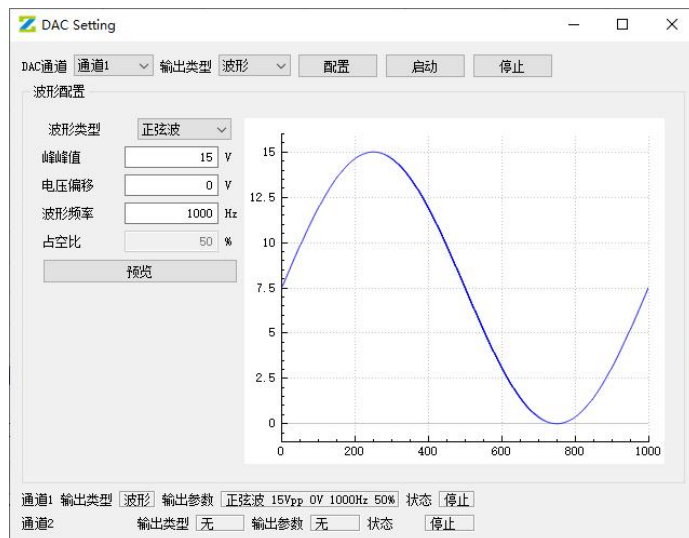 DAC Setting
DAC通道 通道1 输出类型 波形 配置 启动 停止
波形配置
波形类型 正弦波
峰峰值 15 V
电压偏移 0 V
波形频率 1000 Hz
占空比 50 %
预览
15
12.5
10
7.5
5
2.5
0
0 200 400 600 800 1000
通道1 输出类型 波形 输出参数 正弦波 15Vpp 0V 1000Hz 50% 状态 停止
通道2 输出类型 无 输出参数 无 状态 停止